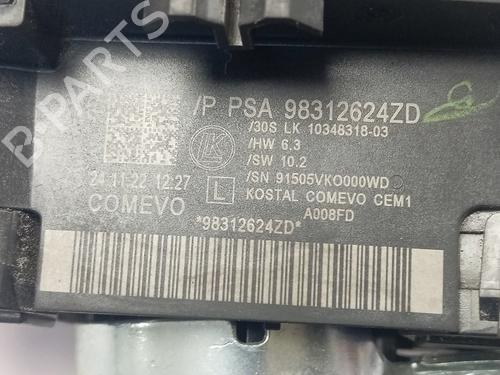 /P PSA 98312624ZD
/30S LK 10348318-03
/HW 6.3
/SW 10.2
/SN 91505VKO000WD
KOSTAL COMEVO CEM1
A008FD
LK
24-11-22 12:27
COMEVO
L
*98312624ZD*
B-PARTS